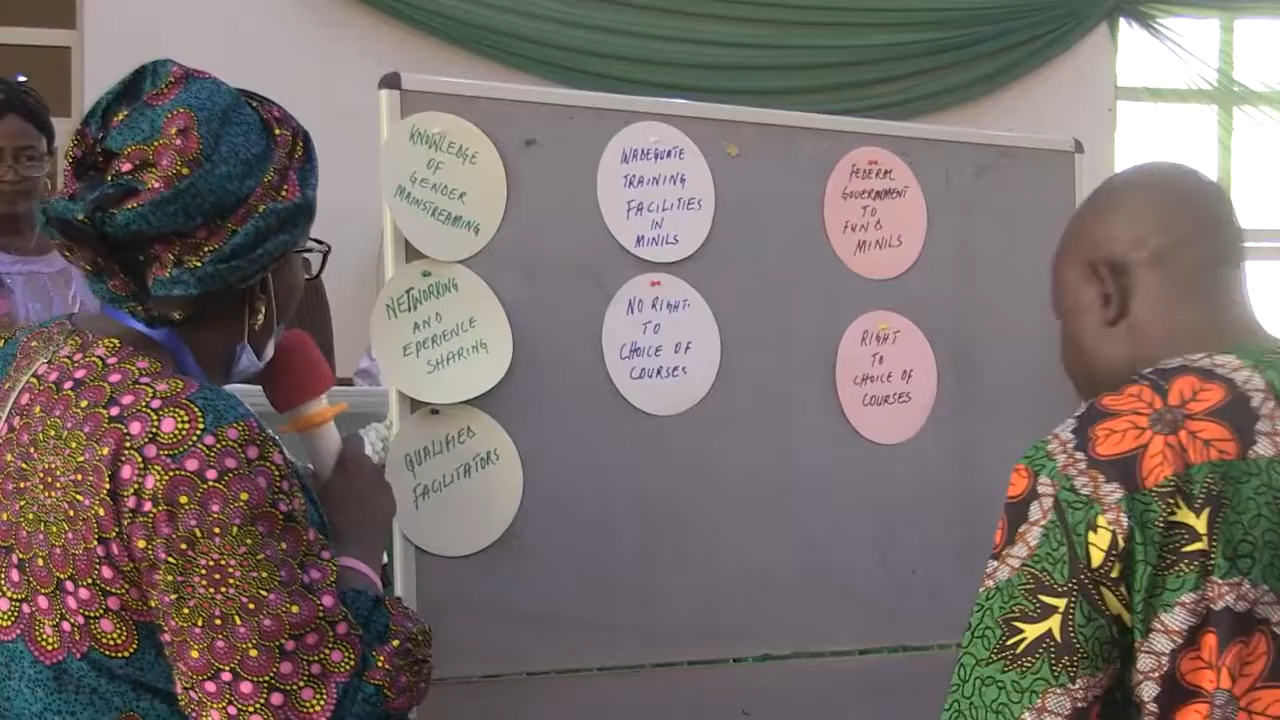 KNOWLEDGE
OF
GENDER
MAINSTREAMING
NETWORKING
AND
EPERIENCE
SHARING
QUALIFIED
FACILITATORS
INADEQUATE
TRAINING
FACILITIES
IN
MINILS
NO RIGHT
TO
CHOICE OF
COURSES
FEDERAL
GOVERNMENT
TO
FUND
MINILS
RIGHT
TO
CHOICE OF
COURSES